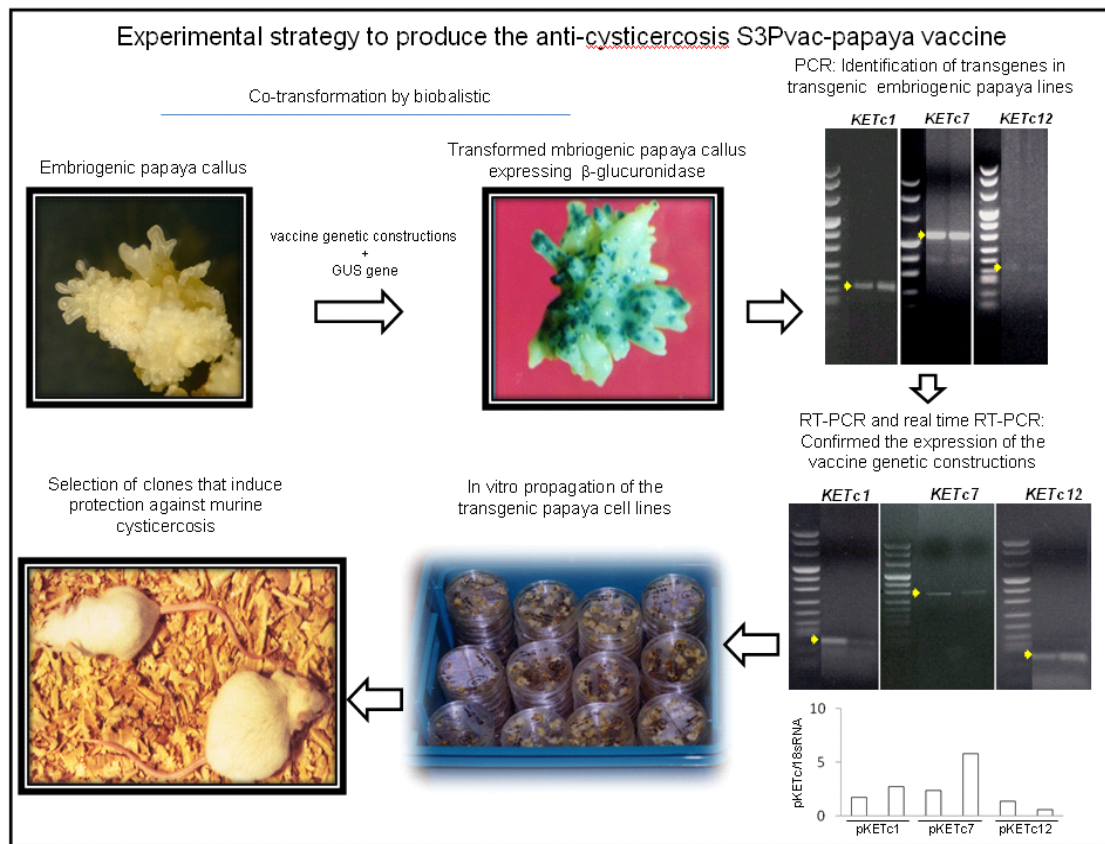 Experimental strategy to produce the anti-cysticercosis S3Pvac-papaya vaccine
Co-transformation by biobalistic
Embriogenic papaya callus
vaccine genetic constructions
+
GUS gene
Transformed mbriogenic papaya callus
expressing β-glucuronidase
PCR: Identification of transgenes in
transgenic embriogenic papaya lines
KETc1 KETc7 KETc12
RT-PCR and real time RT-PCR:
Confirmed the expression of the
vaccine genetic constructions
KETc1 KETc7 KETc12
10
5
0
pKETc/18sRNA
pKETc1 pKETc7 pKETc12
In vitro propagation of the
transgenic papaya cell lines
Selection of clones that induce
protection against murine
cysticercosis